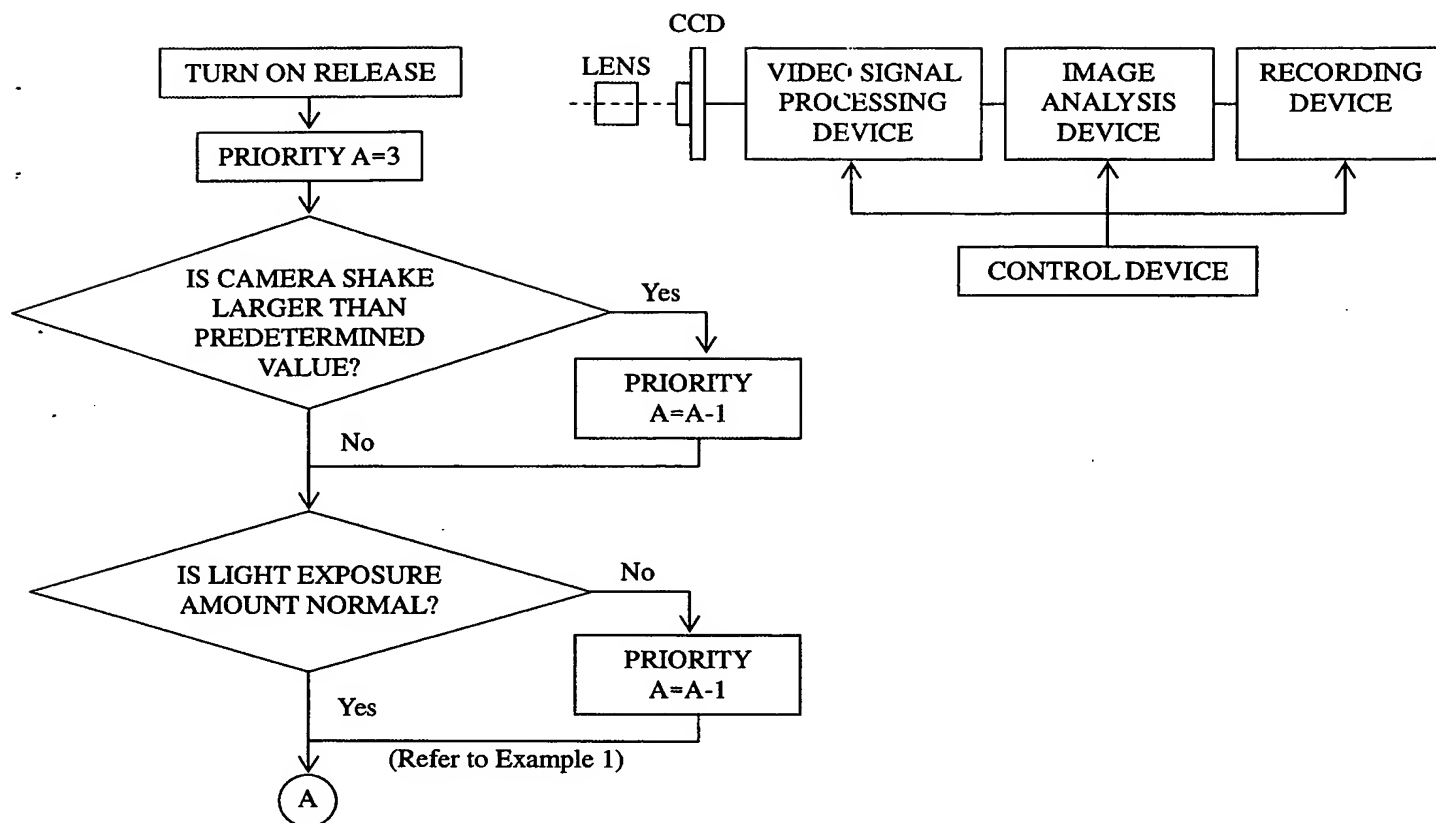 TURN ON RELEASE
PRIORITY A=3
IS CAMERA SHAKE
LARGER THAN
PREDETERMINED
VALUE?
Yes
PRIORITY
A=A-1
No
IS LIGHT EXPOSURE
AMOUNT NORMAL?
No
PRIORITY
A=A-1
Yes
(Refer to Example 1)
A
LENS
CCD
VIDEO SIGNAL
PROCESSING
DEVICE
IMAGE
ANALYSIS
DEVICE
RECORDING
DEVICE
CONTROL DEVICE